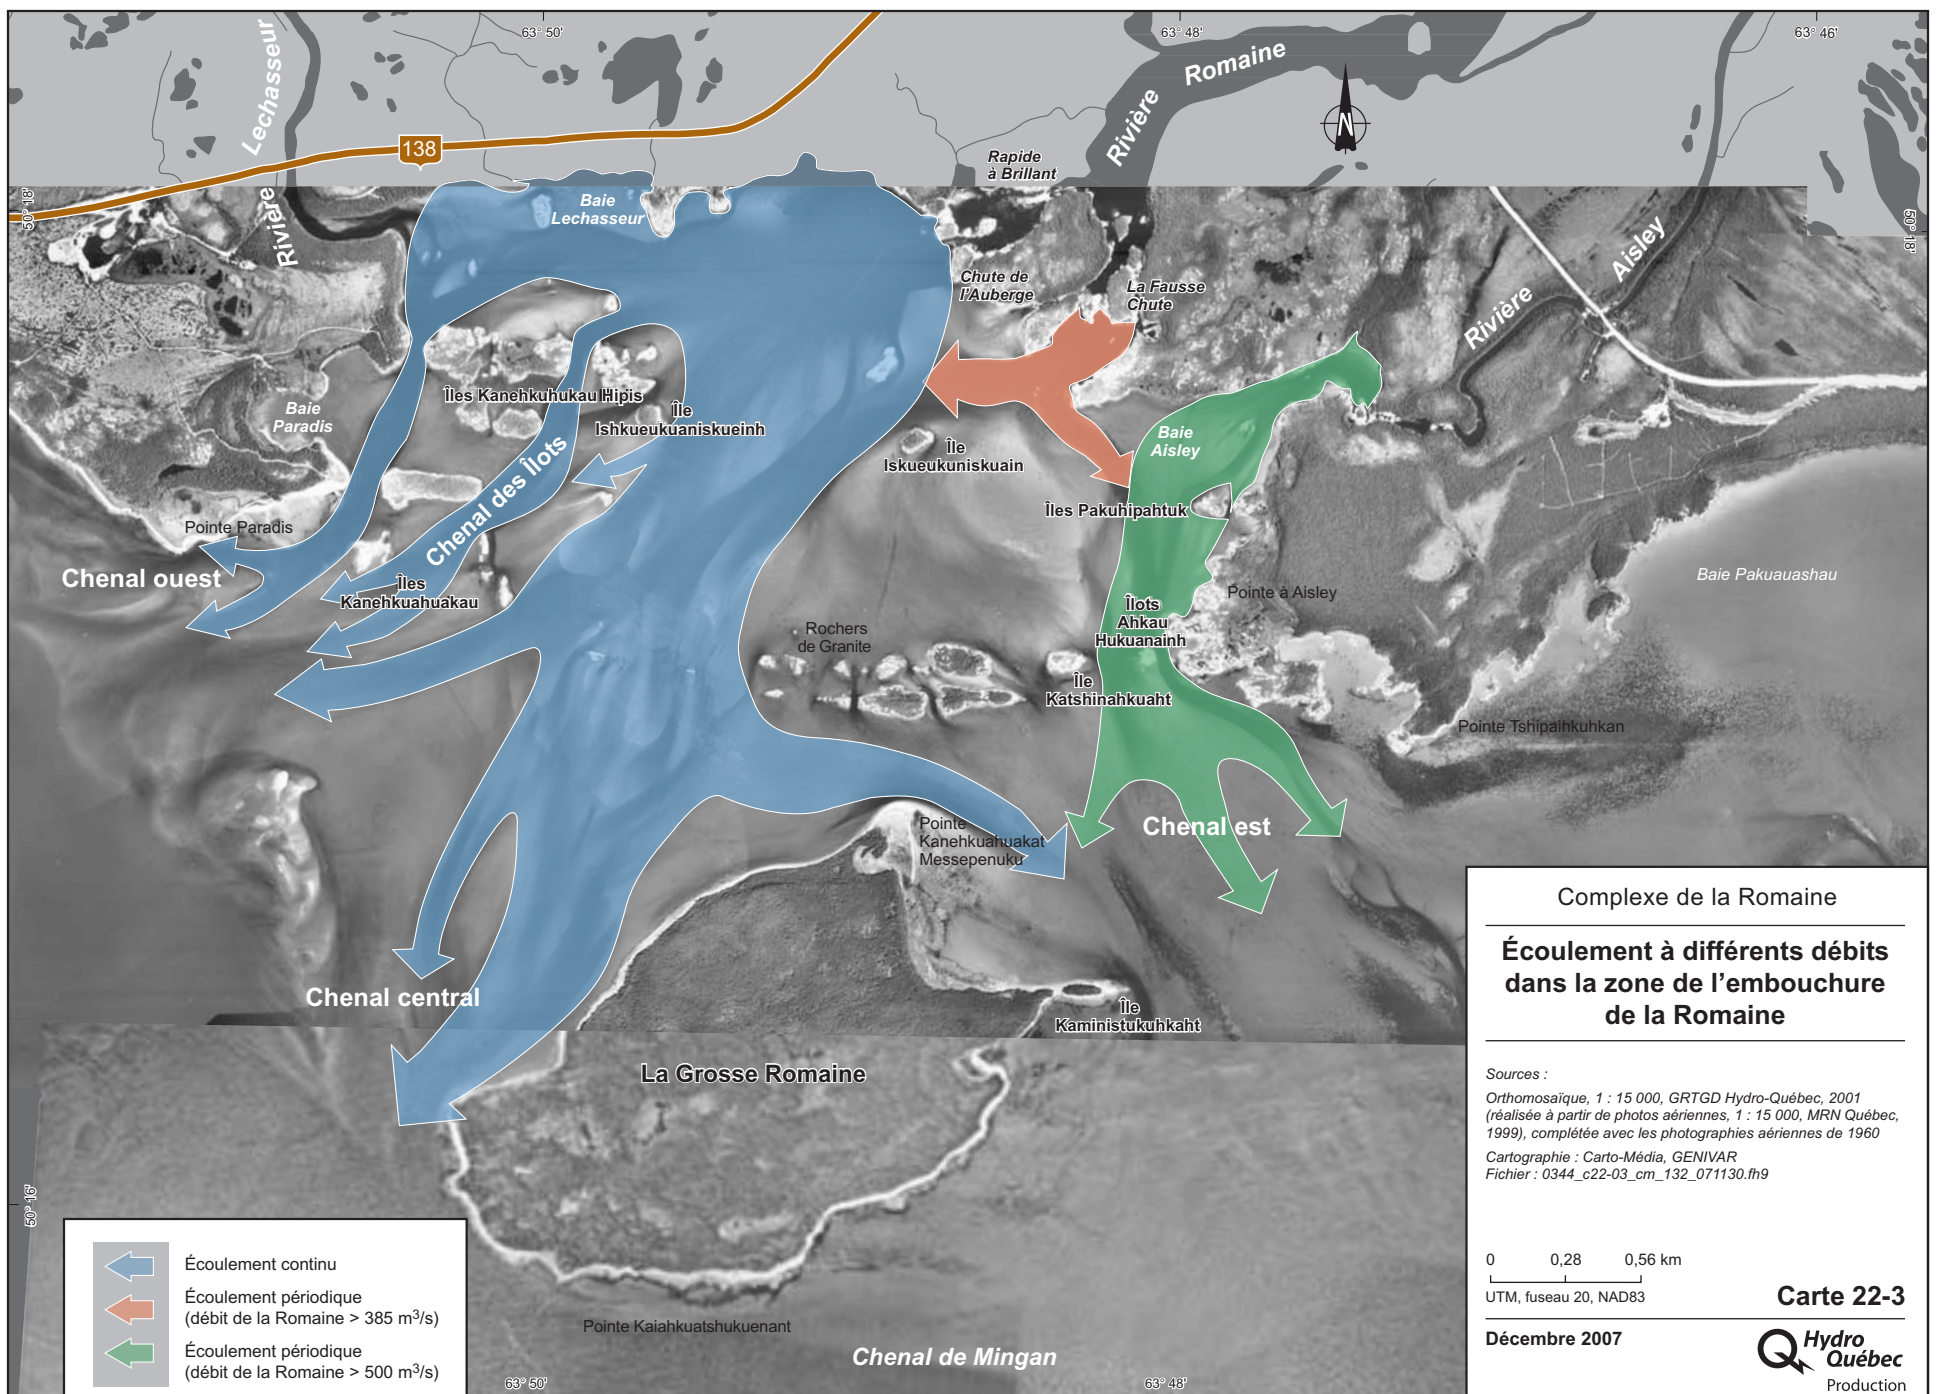 63° 50'
63° 48'
63° 46'
Rivière Lechasseur
Rivière Romaine
138
N
Rapide
à Brillant
50° 18'
50° 18'
Baie
Lechasseur
Rivière Aisley
Chute de
l'Auberge
La Fausse
Chute
Îles Kanehkuhukau Hipis
Île
Ishkueukuaniskueinh
Baie
Paradis
Île
Iskueukuniskuain
Baie
Aisley
Chenal des Îlots
Îles Pakuhipahtuk
Pointe Paradis
Chenal ouest
Îles
Kanehkuahuakau
Baie Pakuauashau
Pointe à Aisley
Îlots
Ahkau
Hukuanainh
Rochers
de Granite
Île
Katshinahkuaht
Pointe Tshipaihkuhkan
Pointe
Kanehkuahuakat
Messepenuku
Chenal est
Chenal central
Île
Kaministukuhkaht
La Grosse Romaine
50° 16'
Pointe Kaiahkuatshukuenant
Chenal de Mingan
63° 50'
63° 48'
Écoulement continu
Écoulement périodique
(débit de la Romaine > 385 m³/s)
Écoulement périodique
(débit de la Romaine > 500 m³/s)
Complexe de la Romaine
Écoulement à différents débits
dans la zone de l'embouchure
de la Romaine
Sources :
Orthomosaïque, 1 : 15 000, GRTGD Hydro-Québec, 2001
(réalisée à partir de photos aériennes, 1 : 15 000, MRN Québec,
1999), complétée avec les photographies aériennes de 1960
Cartographie : Carto-Média, GENIVAR
Fichier : 0344_c22-03_cm_132_071130.fh9
0 0,28 0,56 km
UTM, fuseau 20, NAD83
Carte 22-3
Décembre 2007
Hydro
Québec
Production